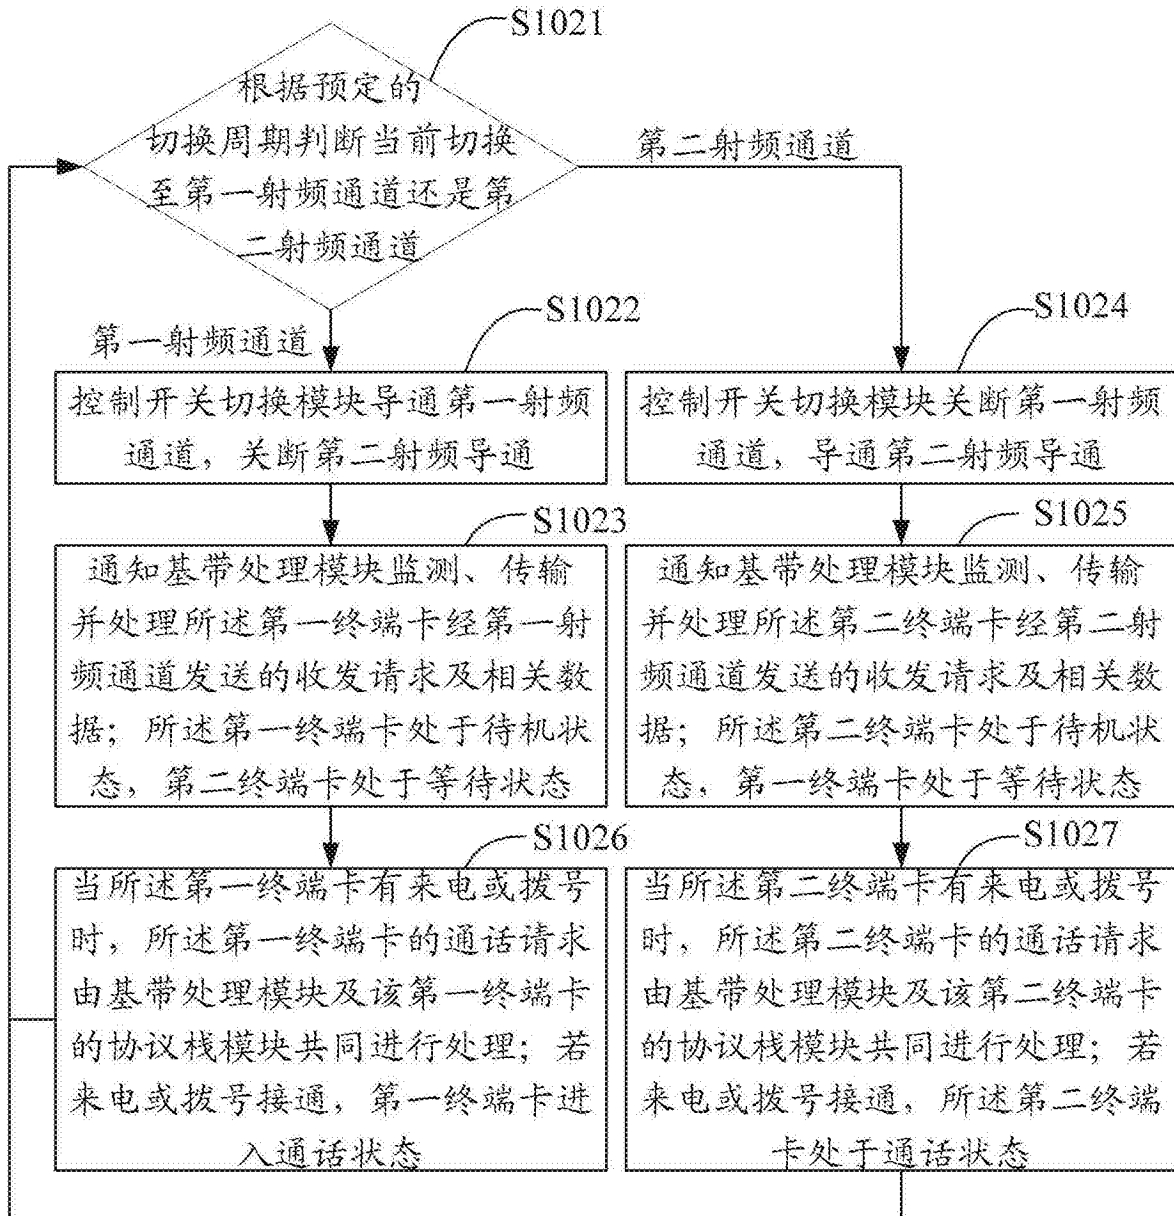 S1021
根据预定的
切换周期判断当前切换
至第一射频通道还是第
二射频通道
第二射频通道
第一射频通道
S1022
控制开关切换模块导通第一射频
通道，关断第二射频导通
S1024
控制开关切换模块关断第一射频
通道，导通第二射频导通
S1023
通知基带处理模块监测、传输
并处理所述第一终端卡经第一射
频通道发送的收发请求及相关数
据；所述第一终端卡处于待机状
态，第二终端卡处于等待状态
S1025
通知基带处理模块监测、传输
并处理所述第二终端卡经第二射
频通道发送的收发请求及相关数
据；所述第二终端卡处于待机状
态，第一终端卡处于等待状态
S1026
当所述第一终端卡有来电或拨号
时，所述第一终端卡的通话请求
由基带处理模块及该第一终端卡
的协议栈模块共同进行处理；若
来电或拨号接通，第一终端卡进
入通话状态
S1027
当所述第二终端卡有来电或拨号
时，所述第二终端卡的通话请求
由基带处理模块及该第二终端卡
的协议栈模块共同进行处理；若
来电或拨号接通，所述第二终端
卡处于通话状态